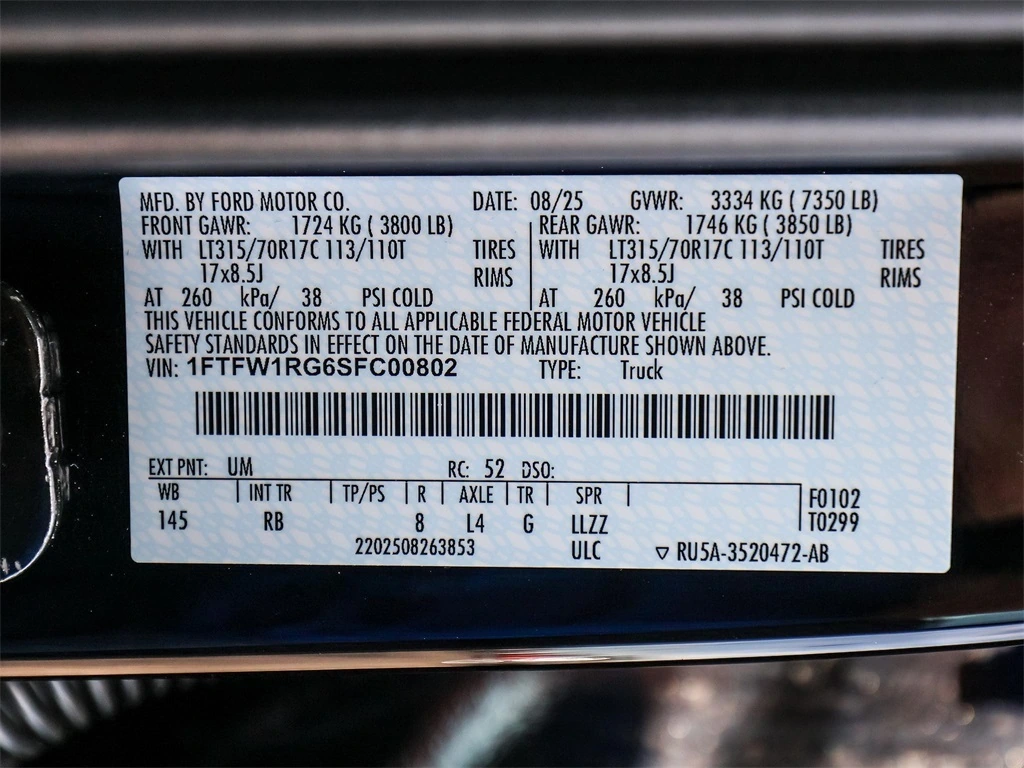 MFD. BY FORD MOTOR CO. DATE: 08/25 GVWR: 3334 KG ( 7350 LB)
FRONT GAWR: 1724 KG ( 3800 LB) REAR GAWR: 1746 KG ( 3850 LB)
WITH LT315/70R17C 113/110T TIRES WITH LT315/70R17C 113/110T TIRES
17x8.5J RIMS 17x8.5J RIMS
AT 260 kPa/ 38 PSI COLD AT 260 kPa/ 38 PSI COLD
THIS VEHICLE CONFORMS TO ALL APPLICABLE FEDERAL MOTOR VEHICLE
SAFETY STANDARDS IN EFFECT ON THE DATE OF MANUFACTURE SHOWN ABOVE.
VIN: 1FTFW1RG6SFC00802 TYPE: Truck
EXT PNT: UM RC: 52 DSO:
WB INT TR TP/PS R AXLE TR SPR F0102
145 RB 8 L4 G LLZZ T0299
2202508263853 ULC ▽ RU5A-3520472-AB